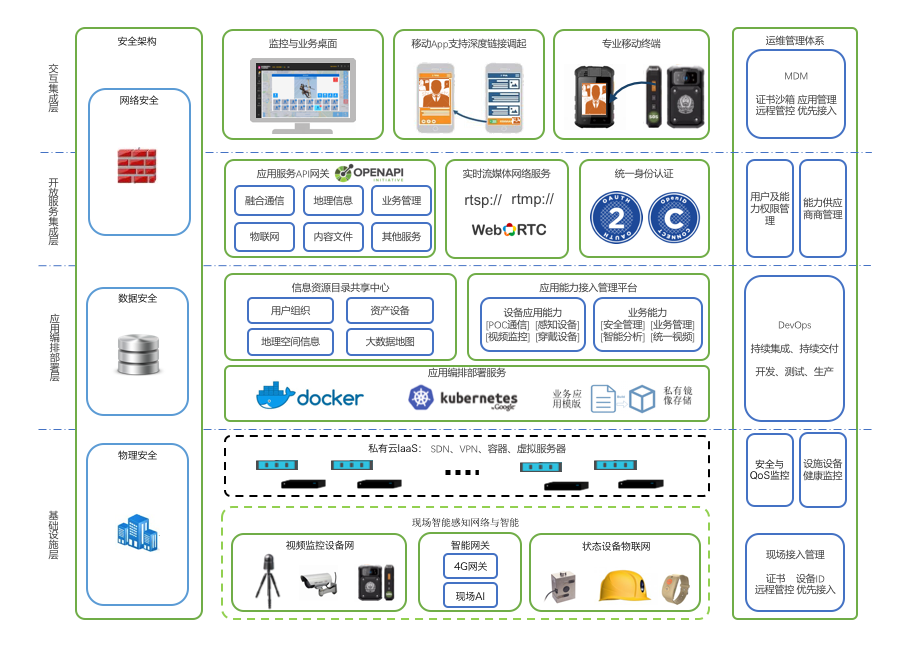 交互集成层
开放服务集成层
应用编排部署层
基础设施层
安全架构
网络安全
数据安全
物理安全
监控与业务桌面
移动App支持深度链接调起
专业移动终端
应用服务API网关
OPENAPI
INITIATIVE
融合通信
地理信息
业务管理
物联网
内容文件
其他服务
实时流媒体网络服务
rtsp://
rtmp://
WebRTC
统一身份认证
OAUTH
2
OAUTH
OpenID
C
CONNECT
信息资源目录共享中心
用户组织
资产设备
地理空间信息
大数据地图
应用能力接入管理平台
设备应用能力
[POC通信] [感知设备]
[视频监控] [穿戴设备]
业务能力
[安全管理] [业务管理]
[智能分析] [统一视频]
应用编排部署服务
docker
kubernetes
by Google
业务应
用模版
私有镜
像存储
私有云IaaS： SDN、VPN、容器、虚拟服务器
现场智能感知网络与智能
视频监控设备网
智能网关
4G网关
现场AI
状态设备物联网
运维管理体系
MDM
证书沙箱 应用管理
远程管控 优先接入
用户及能
力权限管
理
能力供应
商商管理
DevOps
持续集成、持续交付
开发、测试、生产
安全与
QoS监控
设施设备
健康监控
现场接入管理
证书 设备ID
远程管控 优先接入